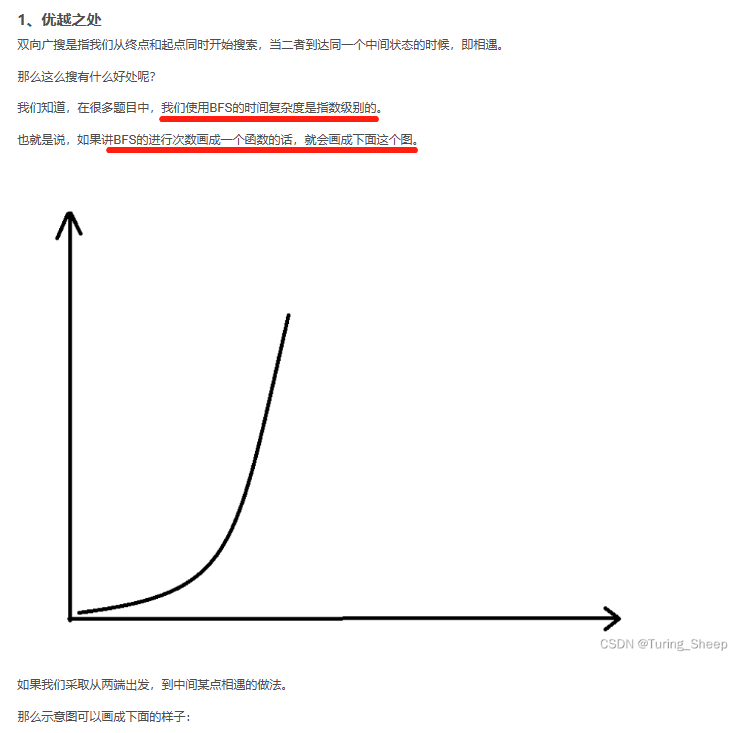 1、优越之处
双向广搜是指我们从终点和起点同时开始搜索，当二者到达同一个中间状态的时候，即相遇。
那么这么搜有什么好处呢？
我们知道，在很多题目中，我们使用BFS的时间复杂度是指数级别的。
也就是说，如果讲BFS的进行次数画成一个函数的话，就会画成下面这个图。
CSDN @Turing_Sheep
如果我们采取从两端出发，到中间某点相遇的做法。
那么示意图可以画成下面的样子：